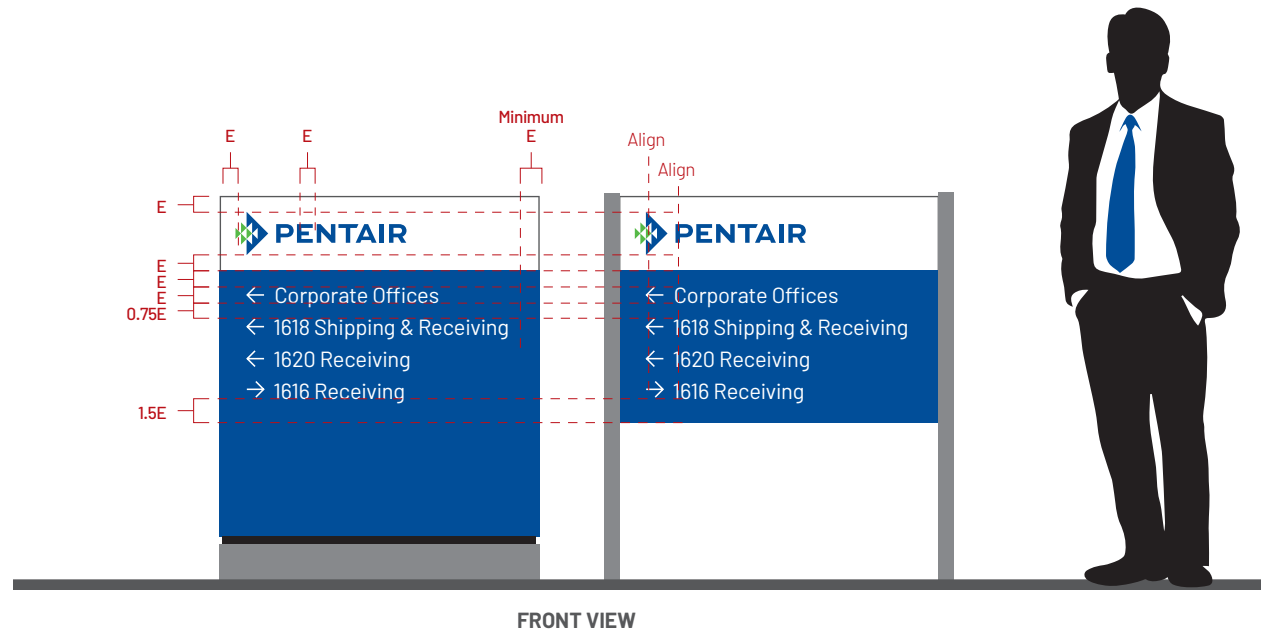 Minimum
E E E
Align
Align
E
PENTAIR
PENTAIR
E
E
E
0.75E
← Corporate Offices
← 1618 Shipping & Receiving
← 1620 Receiving
→ 1616 Receiving
← Corporate Offices
← 1618 Shipping & Receiving
← 1620 Receiving
→ 1616 Receiving
1.5E
FRONT VIEW